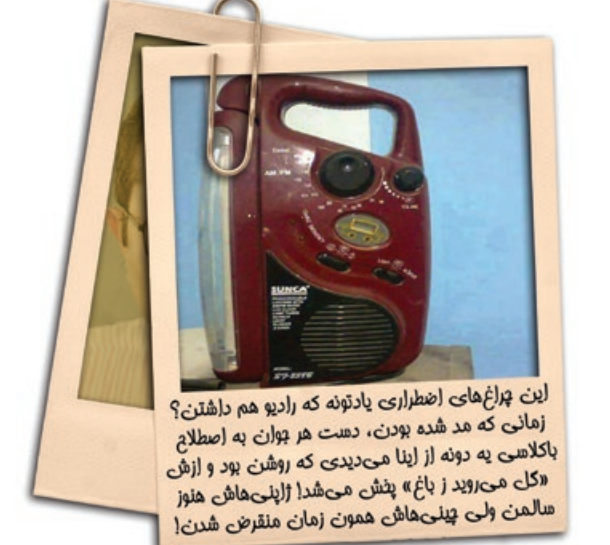 AM/FM
SUNCA
MODEL:
این چراغ‌های اضطراری یادتونه که رادیو هم داشتن؟
زمانی که مد شده بودن، دست هر جوان به اصطلاح
باکلاسی یه دونه از اینا می‌دیدی که روشن بود و ازش
«گل می‌روید ز باغ» پخش می‌شد! ژاپنی‌هاش هنوز
سالمن ولی چینی‌هاش همون زمان منقرض شدن!